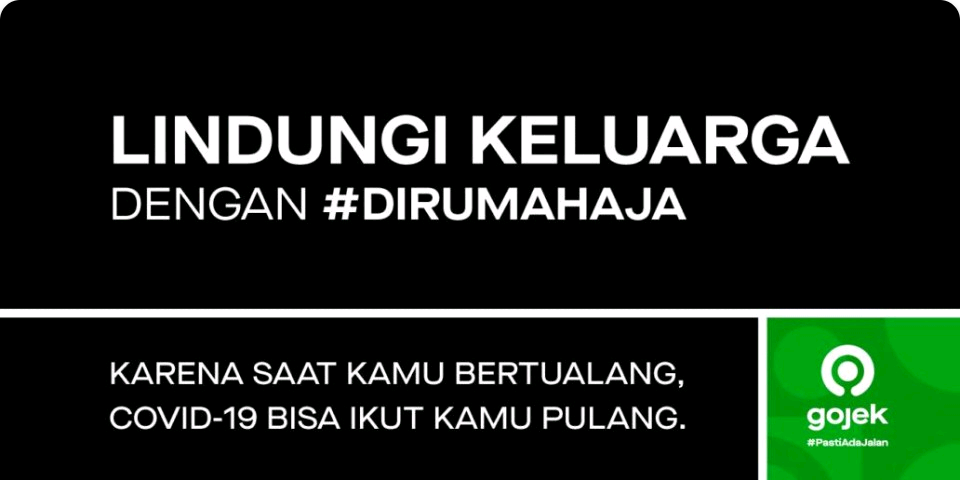 LINDUNGI KELUARGA
DENGAN #DIRUMAHAJA
KARENA SAAT KAMU BERTUALANG,
COVID-19 BISA IKUT KAMU PULANG.
gojek
#PastiAdaJalan